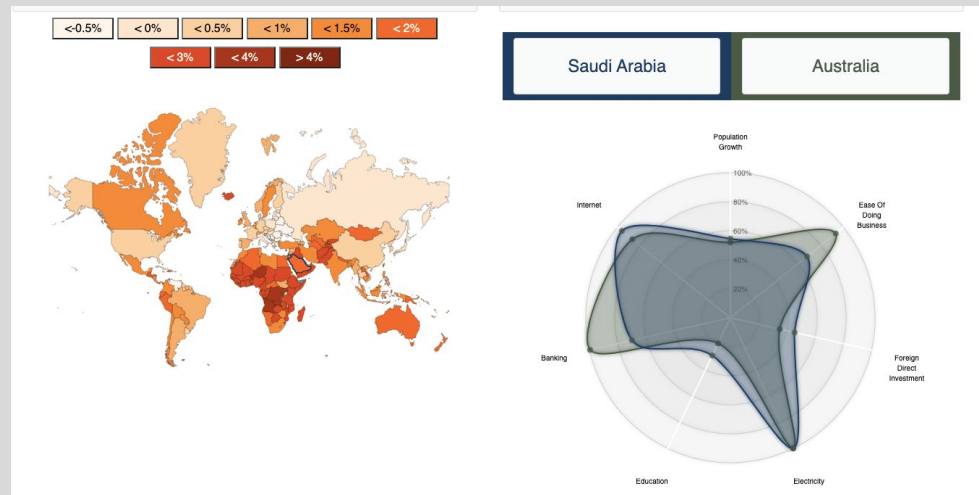 <-0.5%
< 0%
< 0.5%
< 1%
< 1.5%
< 2%
< 3%
< 4%
> 4%
Saudi Arabia
Australia
Population
Growth
100%
80%
60%
40%
20%
Internet
Ease Of
Doing
Business
Banking
Foreign
Direct
Investment
Education
Electricity